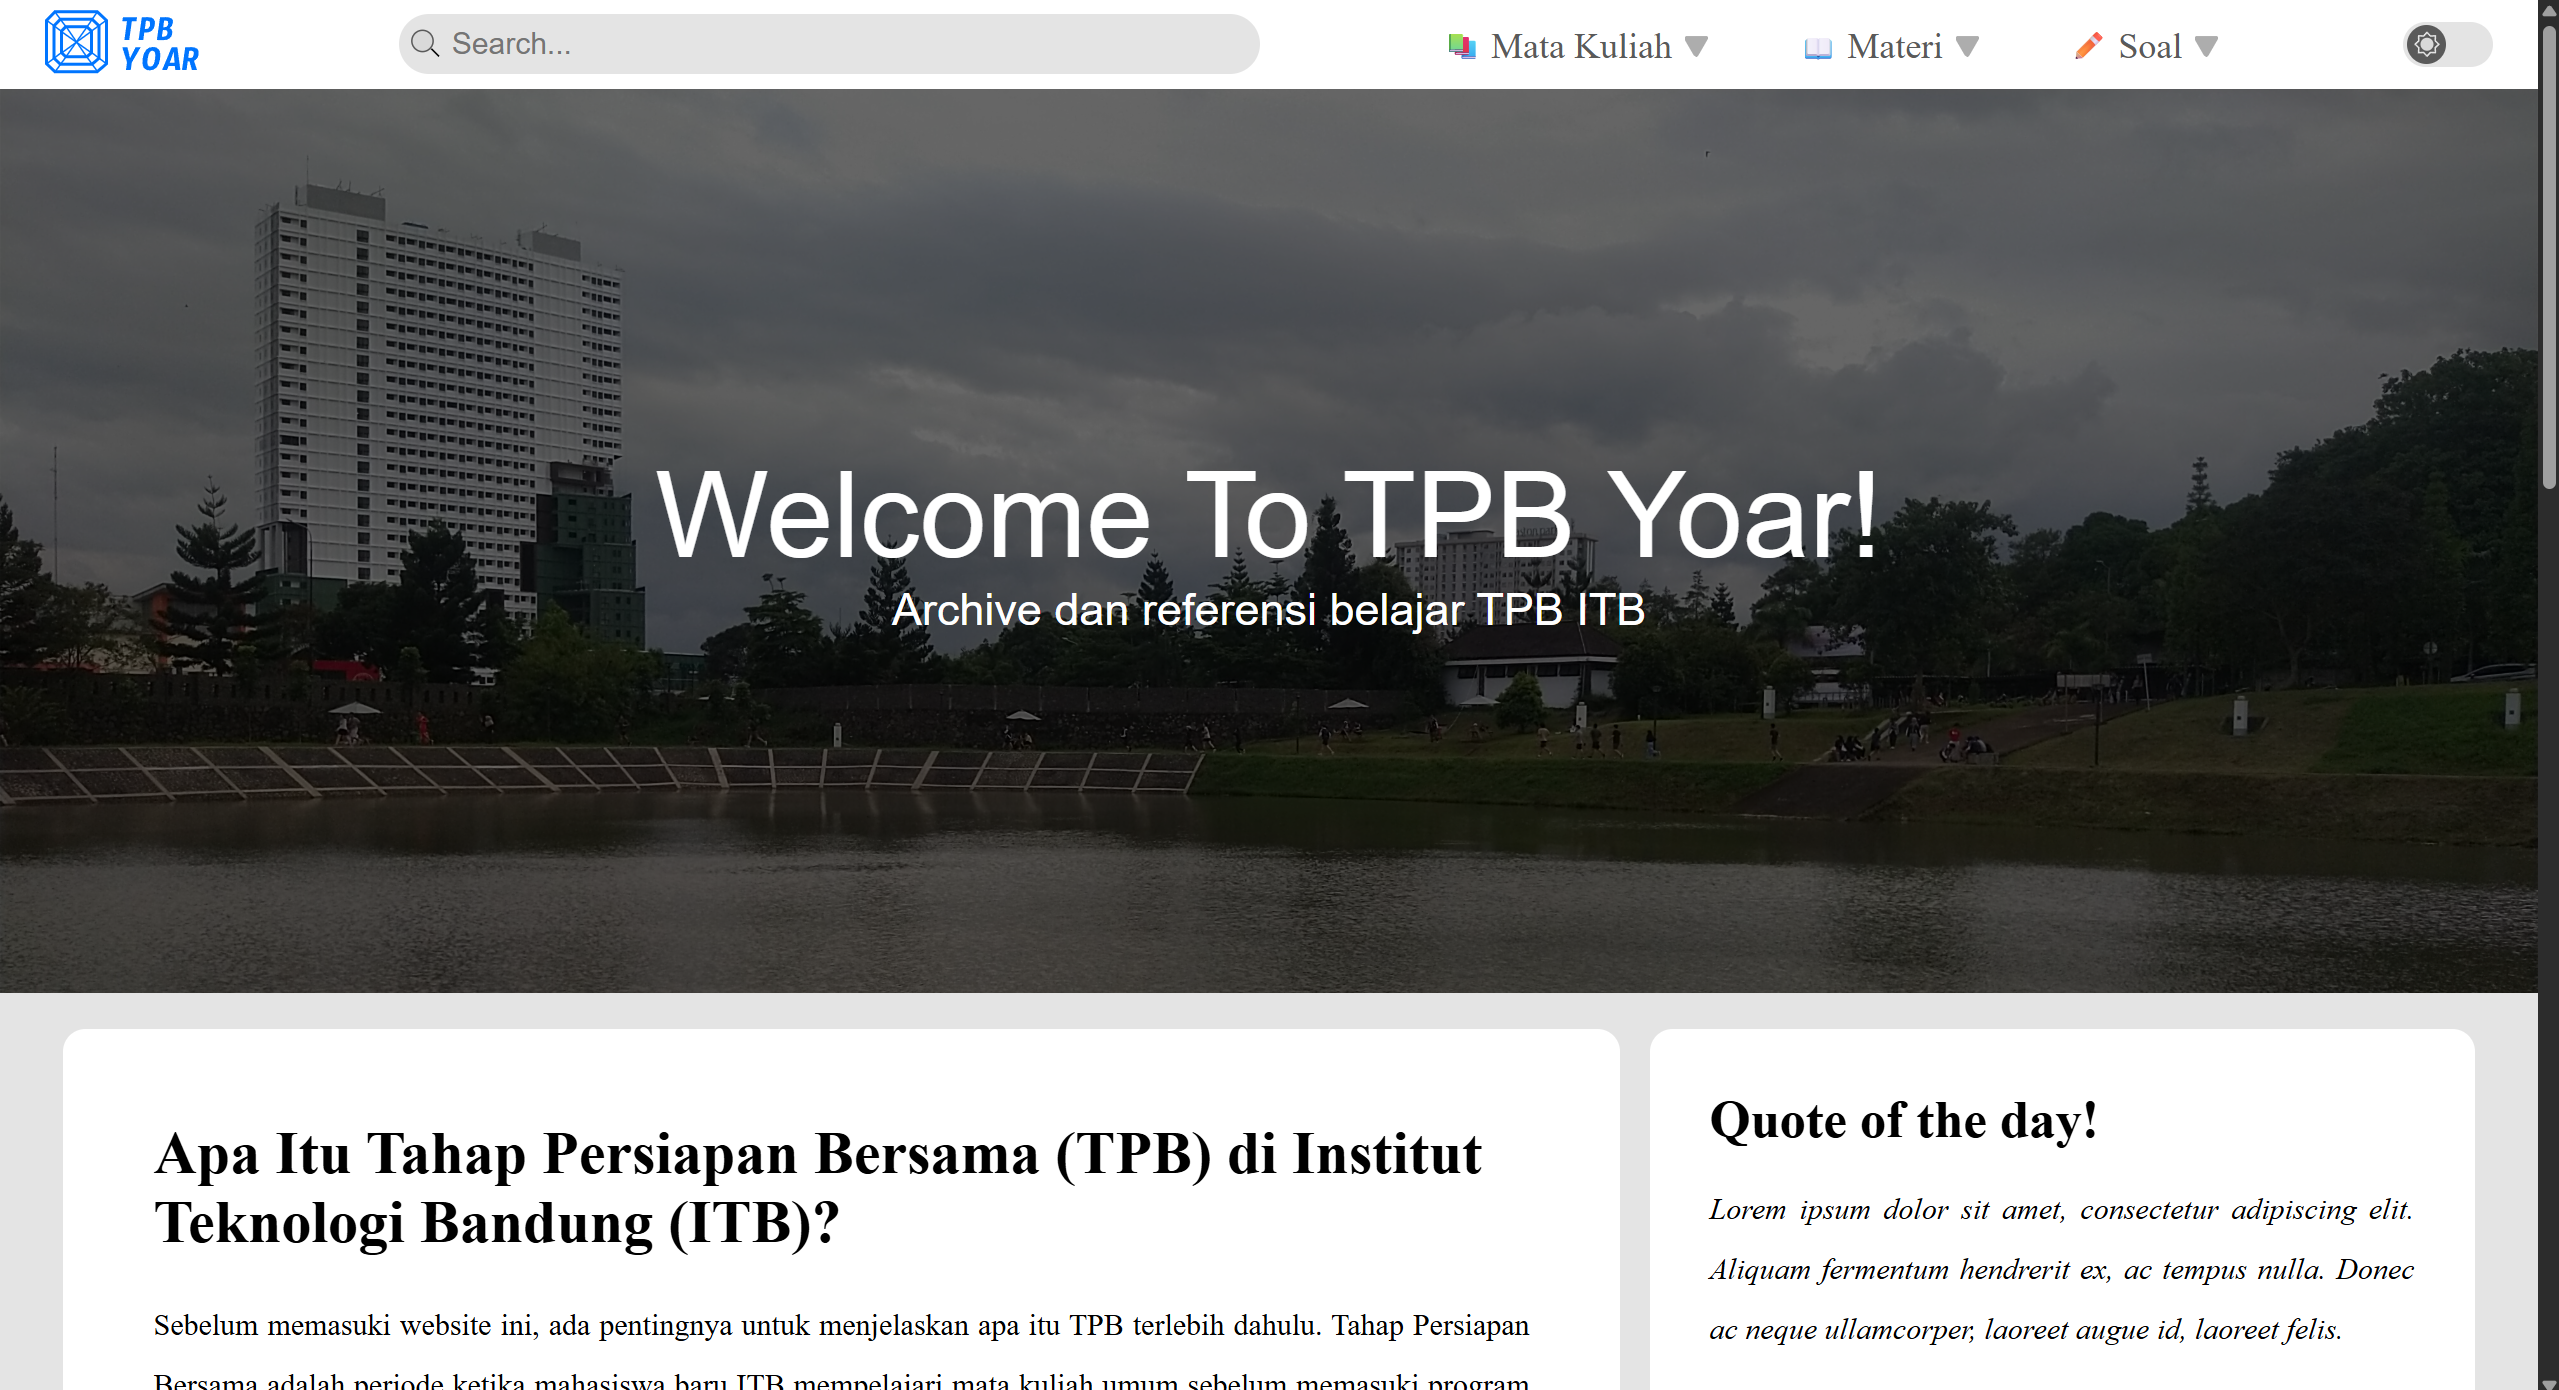 TPB
YOAR
Search...
Mata Kuliah
Materi
Soal
Welcome To TPB Yoar!
Archive dan referensi belajar TPB ITB
Apa Itu Tahap Persiapan Bersama (TPB) di Institut
Teknologi Bandung (ITB)?
Sebelum memasuki website ini, ada pentingnya untuk menjelaskan apa itu TPB terlebih dahulu. Tahap Persiapan
Bersama adalah periode ketika mahasiswa baru ITB mempelajari mata kuliah umum sebelum memasuki program
Quote of the day!
Lorem ipsum dolor sit amet, consectetur adipiscing elit.
Aliquam fermentum hendrerit ex, ac tempus nulla. Donec
ac neque ullamcorper, laoreet augue id, laoreet felis.